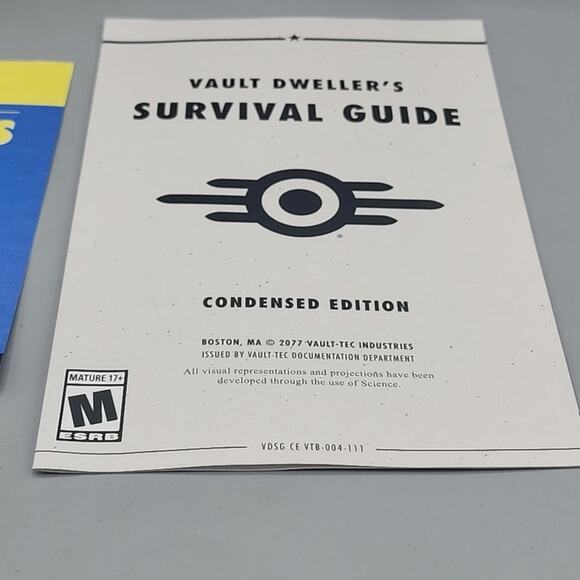 VAULT DWELLER'S
SURVIVAL GUIDE
CONDENSED EDITION
BOSTON, MA © 2077 VAULT-TEC INDUSTRIES
ISSUED BY VAULT-TEC DOCUMENTATION DEPARTMENT
All visual representations and projections have been
developed through the use of Science.
MATURE 17+
M
ESRB
VDSG CE VTB-004-111
S